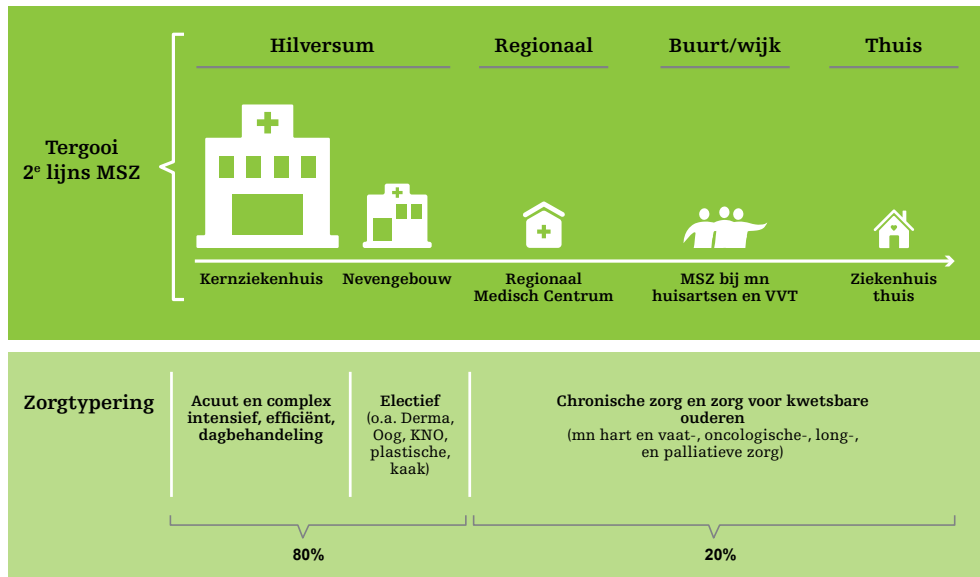 Hilversum
Regionaal
Buurt/wijk
Thuis
Tergooi
2e lijns MSZ
Kernziekenhuis
Nevengebouw
Regionaal
Medisch Centrum
MSZ bij mn
huisartsen en VVT
Ziekenhuis
thuis
Zorgtypering
Acuut en complex
intensief, efficiënt,
dagbehandeling
Electief
(o.a. Derma,
Oog, KNO,
plastische,
kaak)
Chronische zorg en zorg voor kwetsbare
ouderen
(mn hart en vaat-, oncologische-, long-,
en palliatieve zorg)
80%
20%